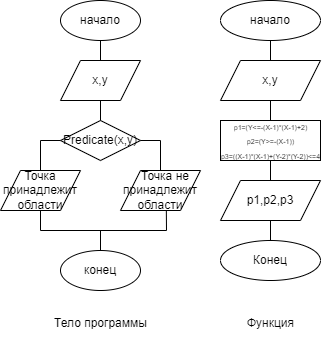 начало
x,y
Predicate(x,y)
Точка
принадлежит
области
Точка не
принадлежит
области
конец
Тело программы
начало
x,y
p1=(Y<=-(X-1)*(X-1)+2)
p2=(Y>=-(X-1))
p3=((X-1)*(X-1)+(Y-2)*(Y-2))<=4
p1,p2,p3
Конец
Функция